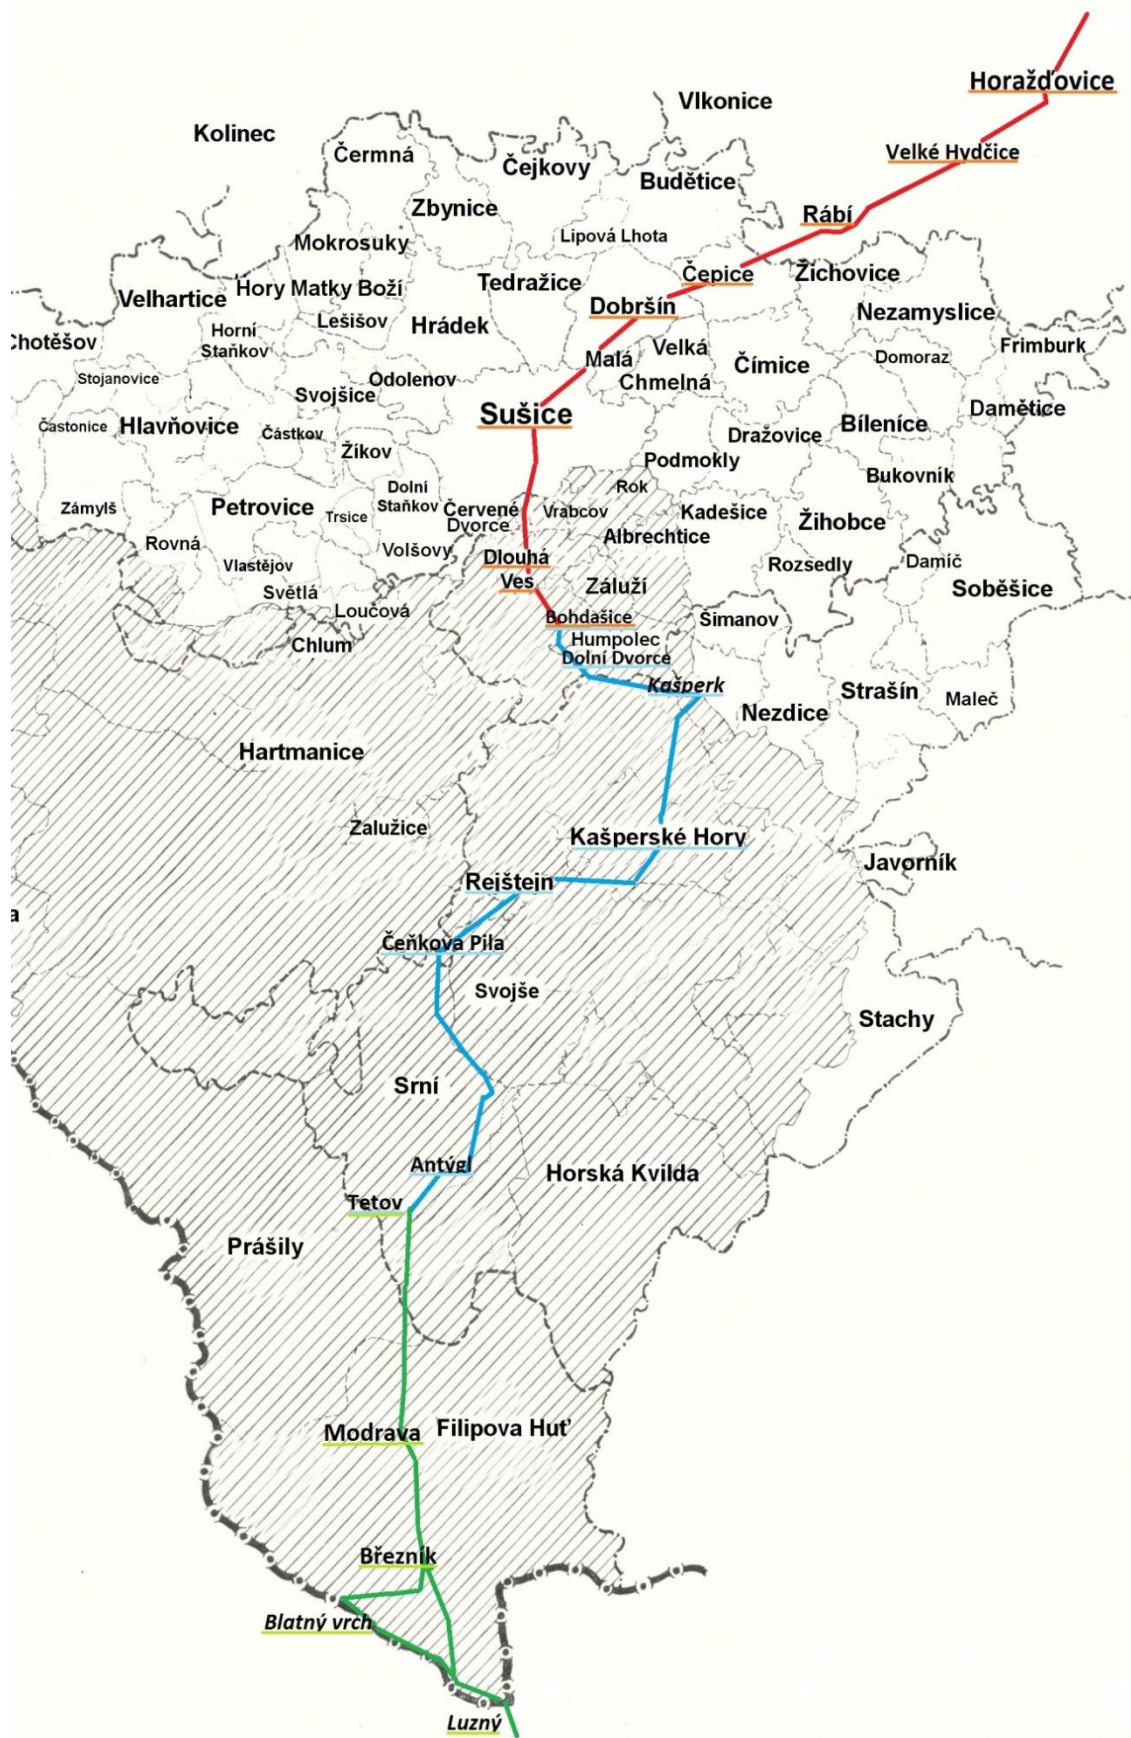 Horažďovice
Vlkonice
Kolinec
Velké Hydčice
Čermná
Čejkovy
Budětice
Zbynice
Rábí
Lipová Lhota
Mokrosuky
Čepice
Žichovice
Tedražice
Hory Matky Boží
Velhartice
Dobršín
Nezamyslice
Lešišov
Hrádek
Horní
Staňkov
Chotěšov
Frimburk
Malá
Velká
Chmelná
Čímice
Domoraz
Stojanovice
Odolenov
Svojšice
Sušice
Damětice
Častonice
Hlavňovice
Částkov
Bíleníce
Dražovice
Žíkov
Podmokly
Bukovník
Rok
Dolní
Staňkov
Zámylš
Petrovice
Trsice
Červené
Dvorce
Vrabcov
Kadešice
Žihobce
Albrechtice
Rovná
Volšovy
Dlouhá
Ves
Vlastějov
Rozsedly
Damíč
Světlá
Záluží
Soběšice
Loučová
Bohdašice
Šimanov
Chlum
Humpolec
Dolní Dvorce
Kašperk
Strašín
Maleč
Nezdice
Hartmanice
Zalužice
Kašperské Hory
Javorník
Rejštejn
a
Čeňkova Pila
Svojše
Stachy
Srní
Antýgl
Horská Kvilda
Tetov
Prášily
Modrava
Filipova Huť
Březník
Blatný vrch
Luzný